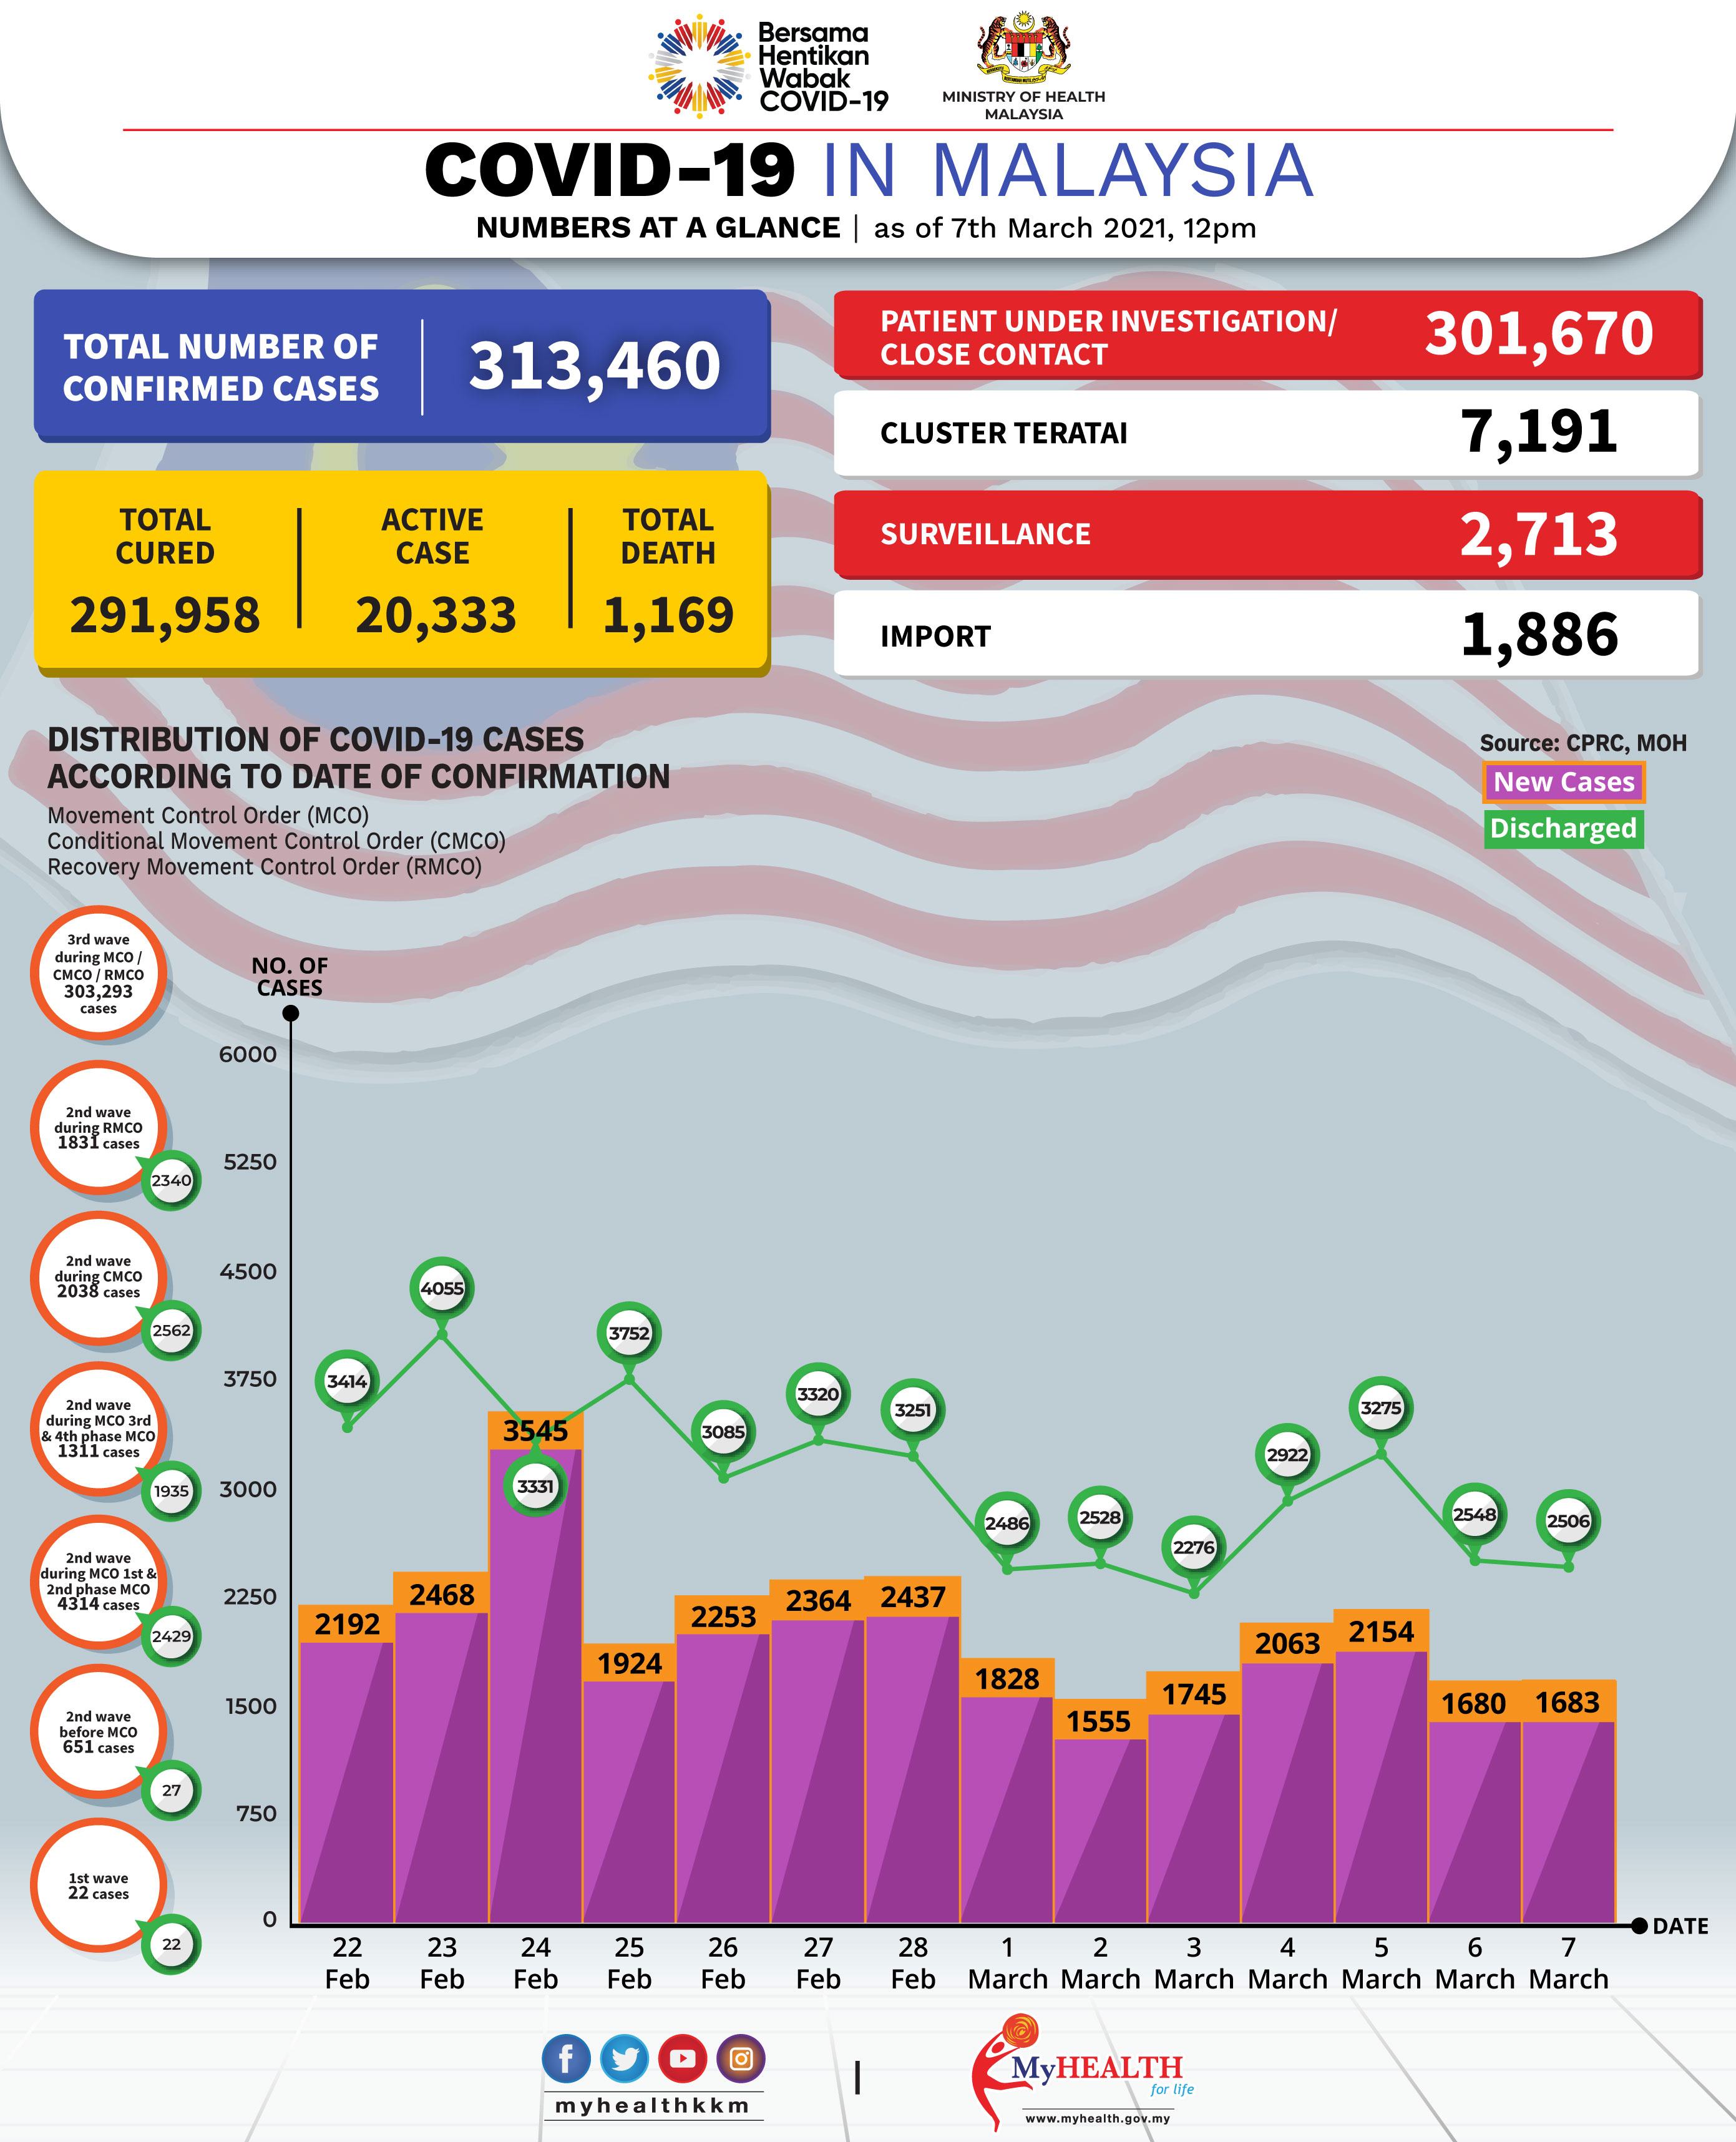 Bersama
Hentikan
Wabak
COVID-19
MINISTRY OF HEALTH
MALAYSIA
COVID-19 IN MALAYSIA
NUMBERS AT A GLANCE | as of 7th March 2021, 12pm
TOTAL NUMBER OF
CONFIRMED CASES
313,460
TOTAL
CURED
291,958
ACTIVE
CASE
20,333
TOTAL
DEATH
1,169
PATIENT UNDER INVESTIGATION/
CLOSE CONTACT
301,670
CLUSTER TERATAI
7,191
SURVEILLANCE
2,713
IMPORT
1,886
DISTRIBUTION OF COVID-19 CASES
ACCORDING TO DATE OF CONFIRMATION
Movement Control Order (MCO)
Conditional Movement Control Order (CMCO)
Recovery Movement Control Order (RMCO)
Source: CPRC, MOH
New Cases
Discharged
3rd wave
during MCO /
CMCO / RMCO
303,293
cases
2nd wave
during RMCO
1831 cases
2340
2nd wave
during CMCO
2038 cases
2562
2nd wave
during MCO 3rd
& 4th phase MCO
1311 cases
1935
2nd wave
during MCO 1st &
2nd phase MCO
4314 cases
2429
2nd wave
before MCO
651 cases
27
1st wave
22 cases
22
NO. OF
CASES
6000
5250
4500
3750
3000
2250
1500
750
0
3414
4055
3331
3752
3085
3320
3251
2486
2528
2276
2922
3275
2548
2506
2192
2468
3545
1924
2253
2364
2437
1828
1555
1745
2063
2154
1680
1683
22 Feb
23 Feb
24 Feb
25 Feb
26 Feb
27 Feb
28 Feb
1 March
2 March
3 March
4 March
5 March
6 March
7 March
DATE
myhealthkkm
MyHEALTH
for life
www.myhealth.gov.my